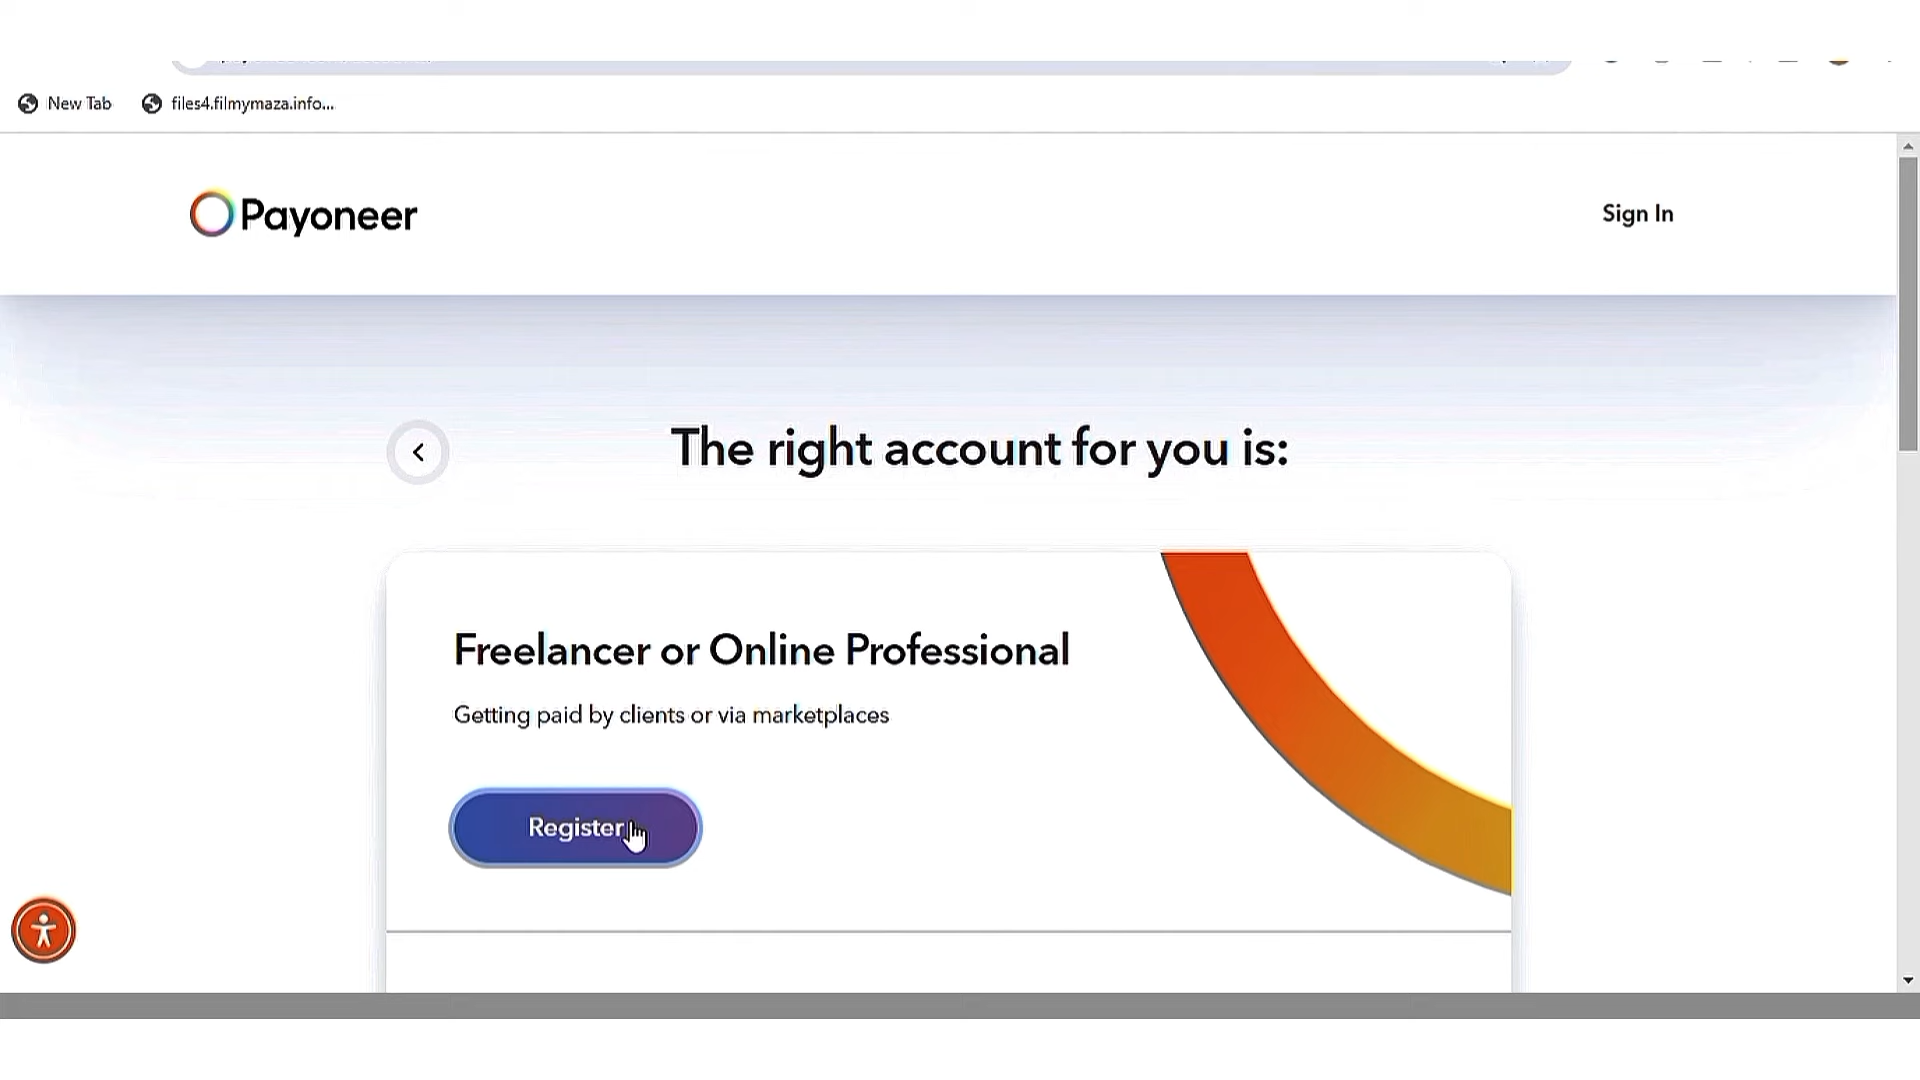 New Tab
files4.filmymaza.info...
Payoneer
Sign In
The right account for you is:
Freelancer or Online Professional
Getting paid by clients or via marketplaces
Register